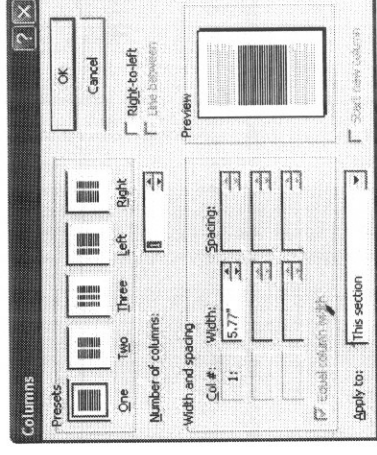 Columns
Presets
One Two Three Left Right
OK
Cancel
Number of columns: 1
Right-to-left
Line between
Width and spacing
Col #: Width: Spacing:
1: 5.77"
Equal column width
Preview
Apply to: This section
Start new column